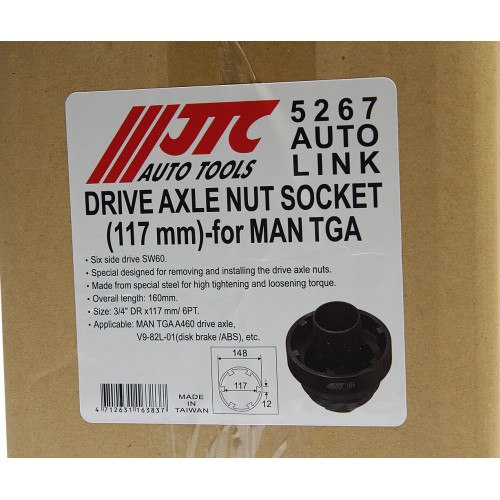 JTC
AUTO TOOLS
5267
AUTO
LINK
DRIVE AXLE NUT SOCKET
(117 mm)-for MAN TGA
• Six side drive SW60.
• Special designed for removing and installing the drive axle nuts.
• Made from special steel for high tightening and loosening torque.
• Overall length: 160mm.
• Size: 3/4" DR x117 mm/ 6PT.
• Applicable: MAN TGA A460 drive axle,
V9-82L-01(disk brake /ABS), etc.
148
117
12
MADE IN
TAIWAN
4 712631 163837